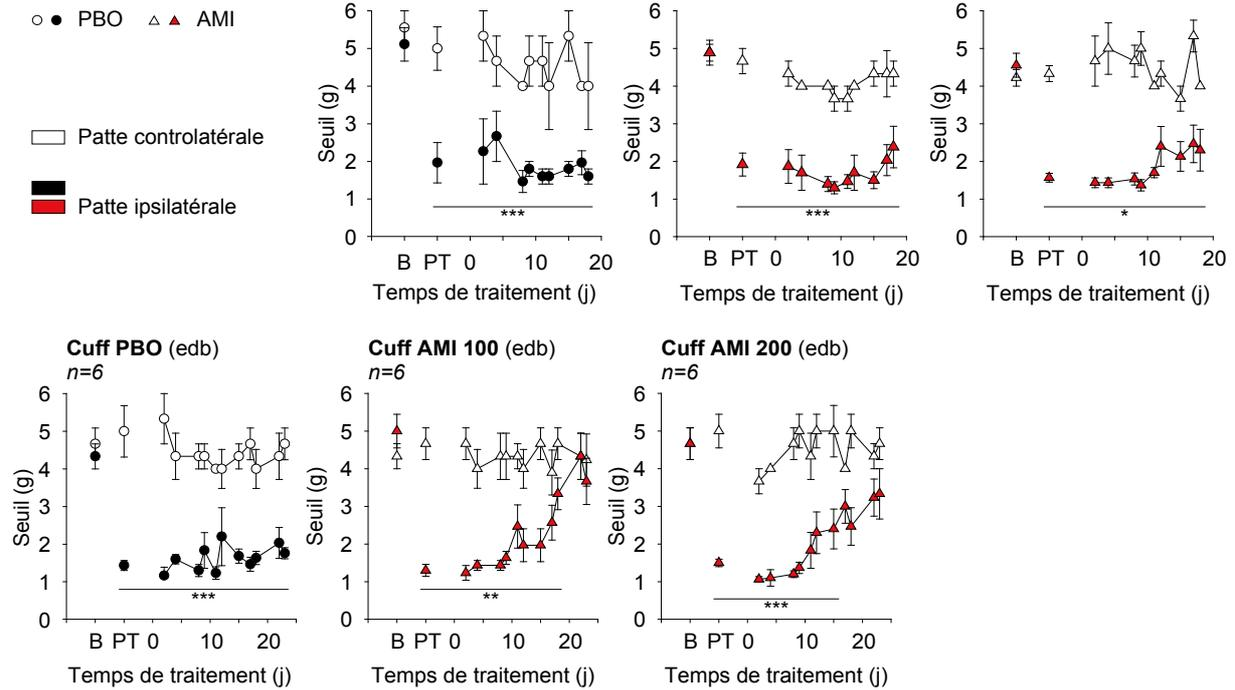 PBO AMI
Patte controlatérale
Patte ipsilatérale
Seuil (g)
6
5
4
3
2
1
0
***
B PT 0 10 20
Temps de traitement (j)
Seuil (g)
6
5
4
3
2
1
0
***
B PT 0 10 20
Temps de traitement (j)
Seuil (g)
6
5
4
3
2
1
0
*
B PT 0 10 20
Temps de traitement (j)
Cuff PBO (edb)
n=6
Seuil (g)
6
5
4
3
2
1
0
***
B PT 0 10 20
Temps de traitement (j)
Cuff AMI 100 (edb)
n=6
Seuil (g)
6
5
4
3
2
1
0
**
B PT 0 10 20
Temps de traitement (j)
Cuff AMI 200 (edb)
n=6
Seuil (g)
6
5
4
3
2
1
0
***
B PT 0 10 20
Temps de traitement (j)